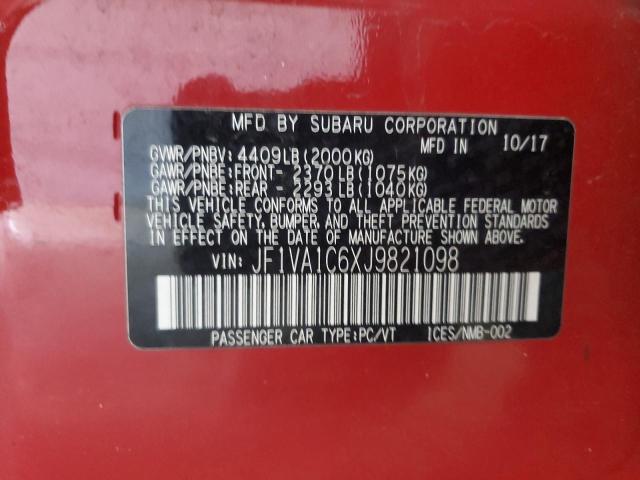 MFD BY SUBARU CORPORATION
MFD IN 10/17
GVWR/PNBV: 4409LB (2000KG)
GAWR/PNBE:FRONT- 2370LB (1075KG)
GAWR/PNBE:REAR - 2293LB (1040KG)
THIS VEHICLE CONFORMS TO ALL APPLICABLE FEDERAL MOTOR
VEHICLE SAFETY, BUMPER, AND THEFT PREVENTION STANDARDS
IN EFFECT ON THE DATE OF MANUFACTURE SHOWN ABOVE.
VIN: JF1VA1C6XJ9821098
PASSENGER CAR TYPE:PC/VT ICES/NMB-002